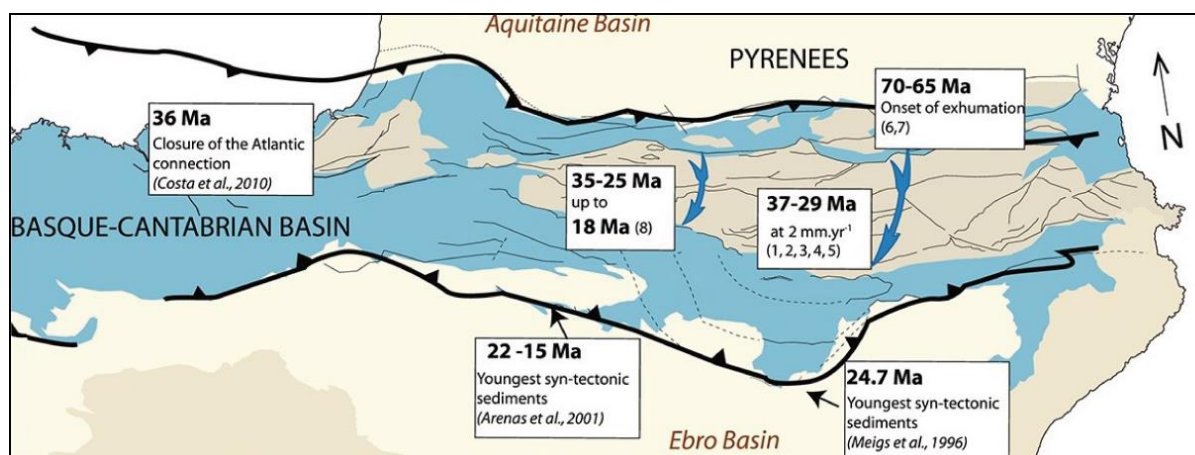 Aquitaine Basin
PYRENEES
70-65 Ma
Onset of exhumation
(6,7)
N
36 Ma
Closure of the Atlantic
connection
(Costa et al., 2010)
35-25 Ma
up to
18 Ma (8)
37-29 Ma
at 2 mm.yr⁻¹
(1, 2, 3, 4, 5)
BASQUE-CANTABRIAN BASIN
22 -15 Ma
Youngest syn-tectonic
sediments
(Arenas et al., 2001)
24.7 Ma
Youngest syn-tectonic
sediments
(Meigs et al., 1996)
Ebro Basin